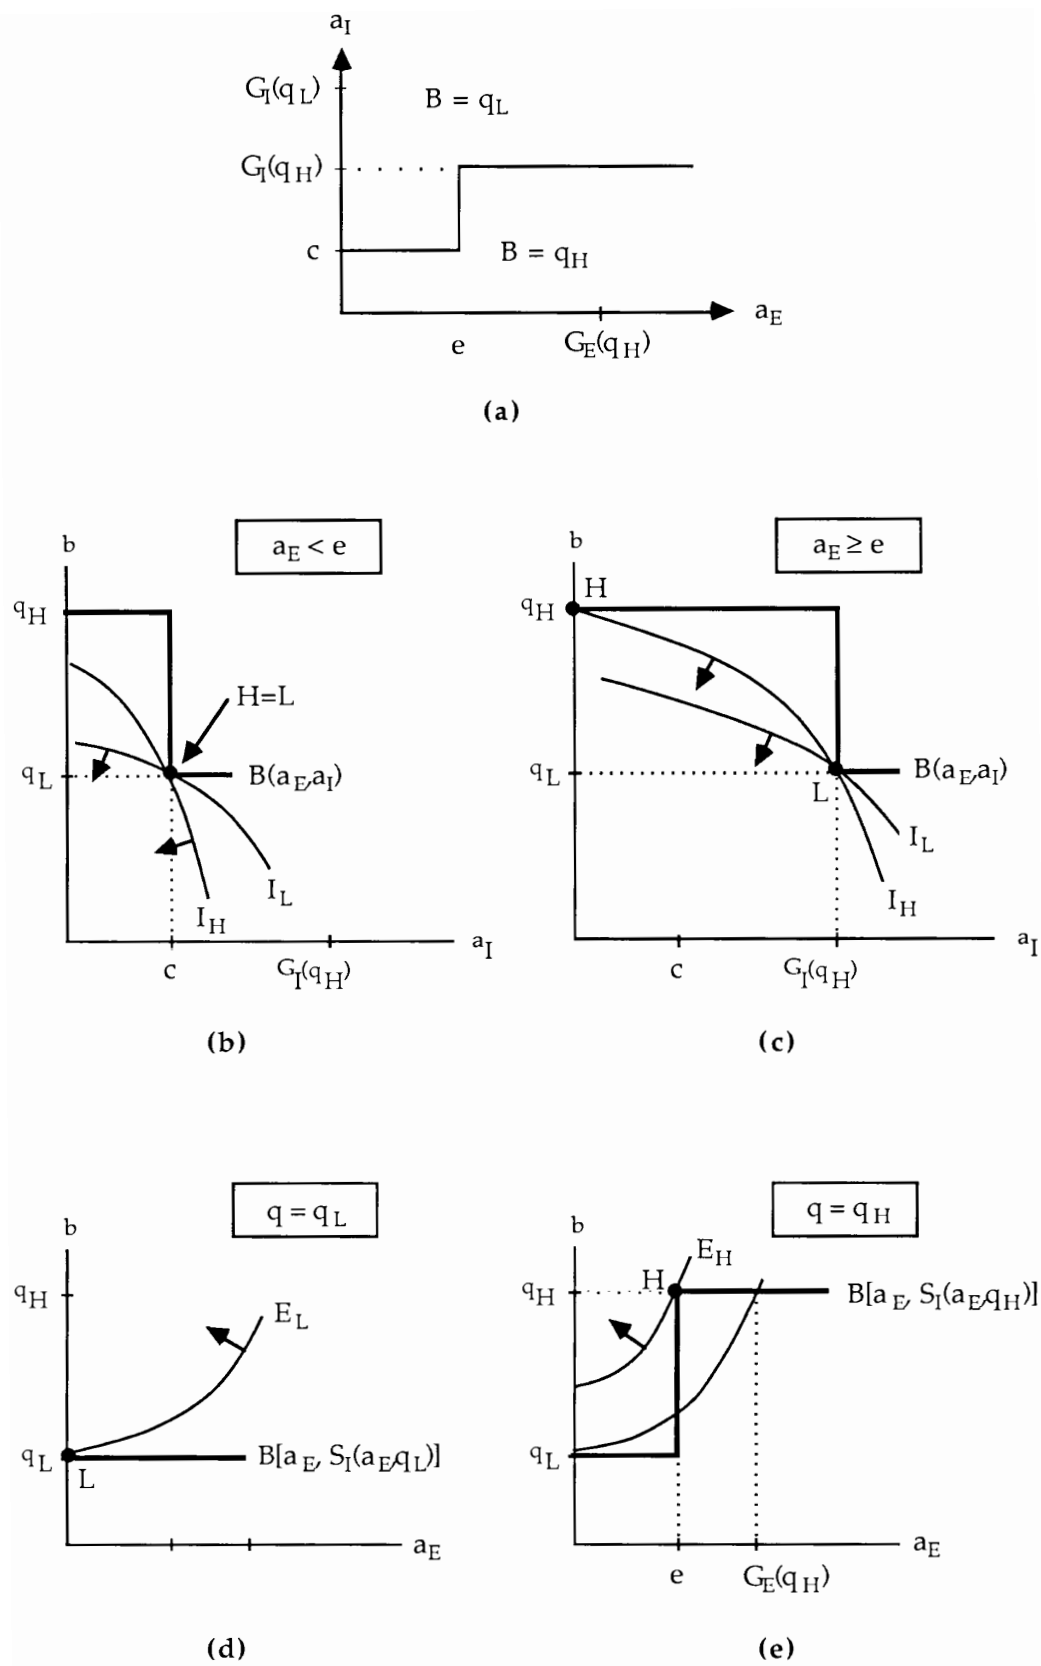 a_I
G_I(q_L)
B = q_L
G_I(q_H)
c
B = q_H
a_E
e
G_E(q_H)
(a)
a_E < e
b
q_H
H=L
q_L
B(a_E,a_I)
I_L
I_H
a_I
c
G_I(q_H)
(b)
a_E ≥ e
b
H
q_H
q_L
B(a_E,a_I)
L
I_L
I_H
a_I
c
G_I(q_H)
(c)
q = q_L
b
q_H
E_L
q_L
B[a_E, S_I(a_E,q_L)]
L
a_E
(d)
q = q_H
b
E_H
H
q_H
B[a_E, S_I(a_E,q_H)]
q_L
a_E
e
G_E(q_H)
(e)